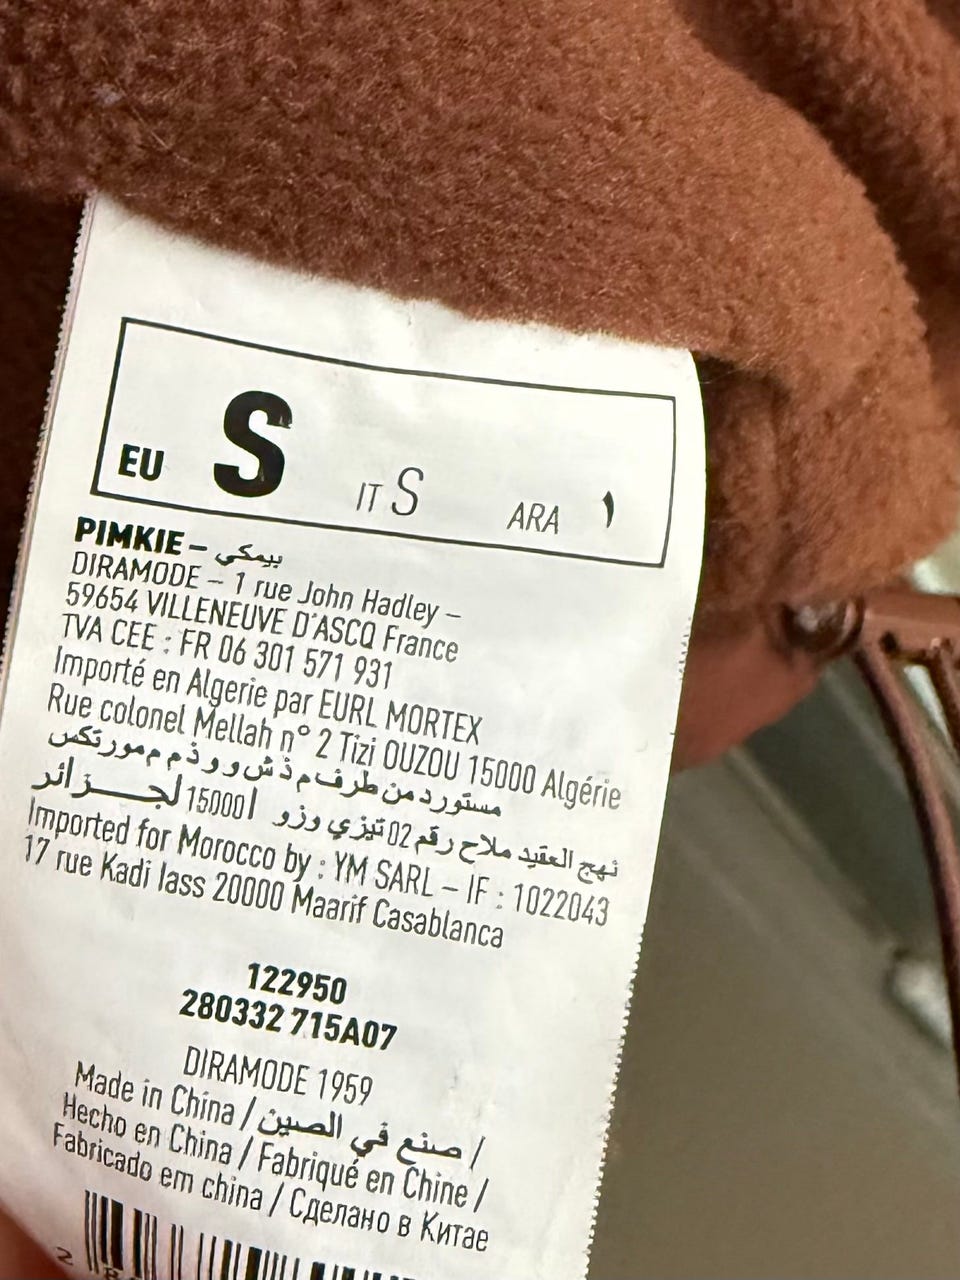 EU S IT S ARA ١
PIMKIE – بيمكي
DIRAMODE – 1 rue John Hadley –
59654 VILLENEUVE D'ASCQ France
TVA CEE : FR 06 301 571 931
Importé en Algerie par EURL MORTEX
Rue colonel Mellah n° 2 Tizi OUZOU 15000 Algérie
مستورد من طرف م ذ ش و و ذ م م مورتكس
نهج العقيد ملاح رقم 02 تيزي وزو 15000 الجـــزائر
Imported for Morocco by : YM SARL – IF : 1022043
17 rue Kadi Iass 20000 Maarif Casablanca
122950
280332 715A07
DIRAMODE 1959
Made in China / صنع في الصين /
Hecho en China / Fabriqué en Chine /
Fabricado em china / Сделано в Китае